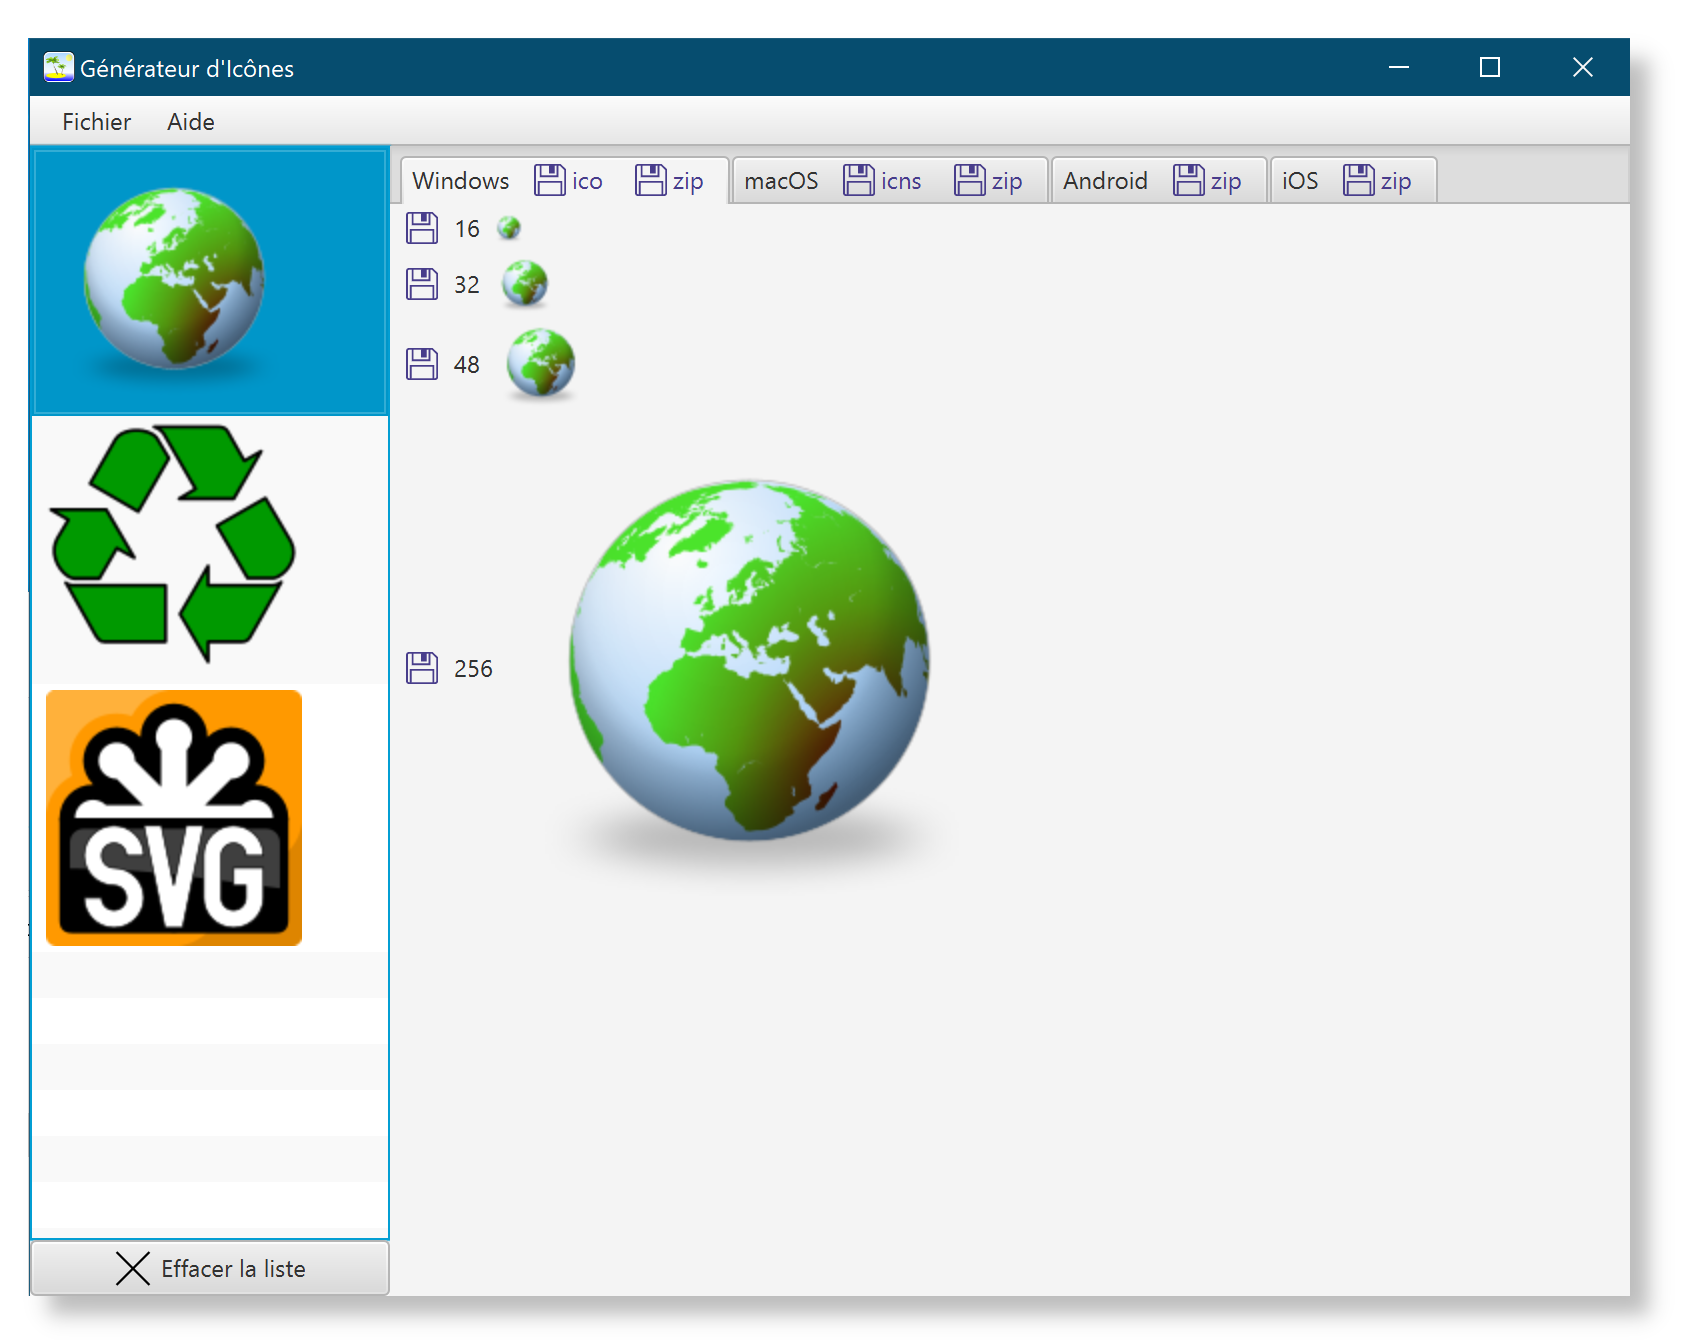 Générateur d'Icônes
Fichier Aide
Windows ico zip macOS icns zip Android zip iOS zip
16
32
48
256
SVG
Effacer la liste